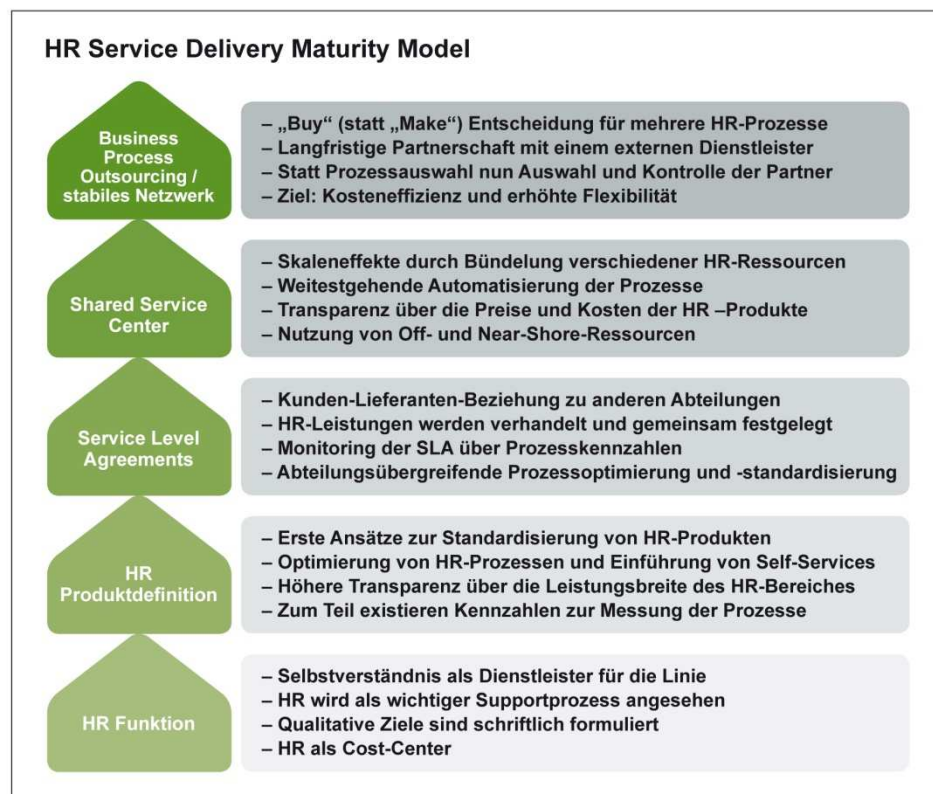 HR Service Delivery Maturity Model
Business
Process
Outsourcing /
stabiles Netzwerk
– „Buy“ (statt „Make“) Entscheidung für mehrere HR-Prozesse
– Langfristige Partnerschaft mit einem externen Dienstleister
– Statt Prozessauswahl nun Auswahl und Kontrolle der Partner
– Ziel: Kosteneffizienz und erhöhte Flexibilität
Shared Service
Center
– Skaleneffekte durch Bündelung verschiedener HR-Ressourcen
– Weitestgehende Automatisierung der Prozesse
– Transparenz über die Preise und Kosten der HR –Produkte
– Nutzung von Off- und Near-Shore-Ressourcen
Service Level
Agreements
– Kunden-Lieferanten-Beziehung zu anderen Abteilungen
– HR-Leistungen werden verhandelt und gemeinsam festgelegt
– Monitoring der SLA über Prozesskennzahlen
– Abteilungsübergreifende Prozessoptimierung und -standardisierung
HR
Produktdefinition
– Erste Ansätze zur Standardisierung von HR-Produkten
– Optimierung von HR-Prozessen und Einführung von Self-Services
– Höhere Transparenz über die Leistungsbreite des HR-Bereiches
– Zum Teil existieren Kennzahlen zur Messung der Prozesse
HR Funktion
– Selbstverständnis als Dienstleister für die Linie
– HR wird als wichtiger Supportprozess angesehen
– Qualitative Ziele sind schriftlich formuliert
– HR als Cost-Center